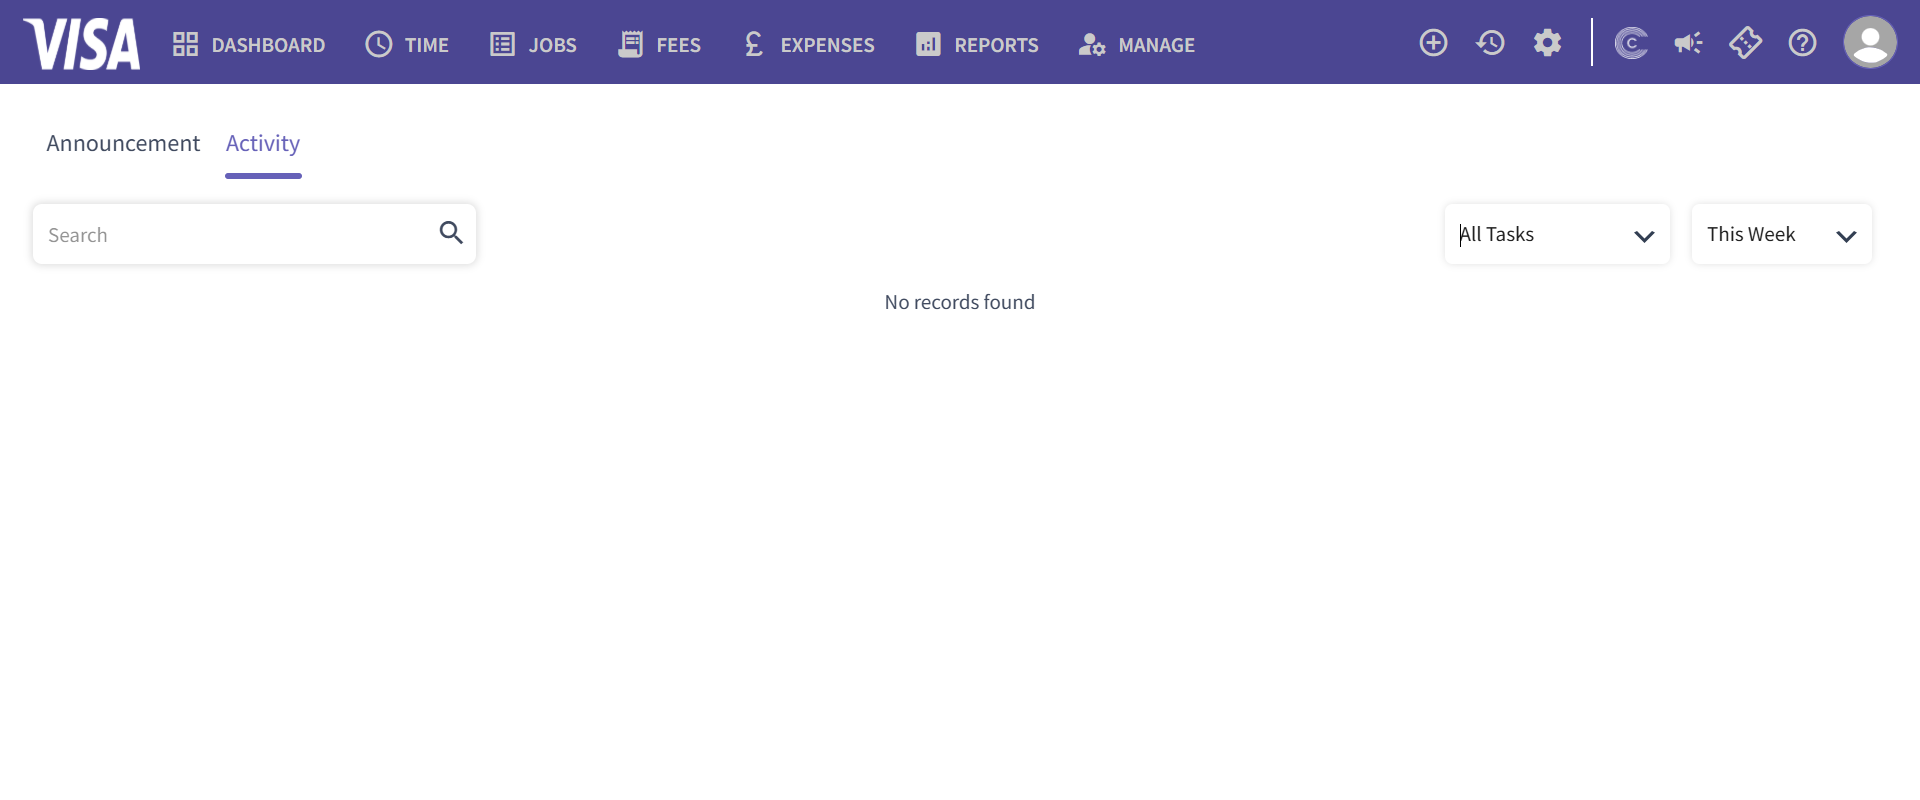 VISA DASHBOARD TIME JOBS FEES EXPENSES REPORTS MANAGE
Announcement Activity
Search All Tasks This Week
No records found